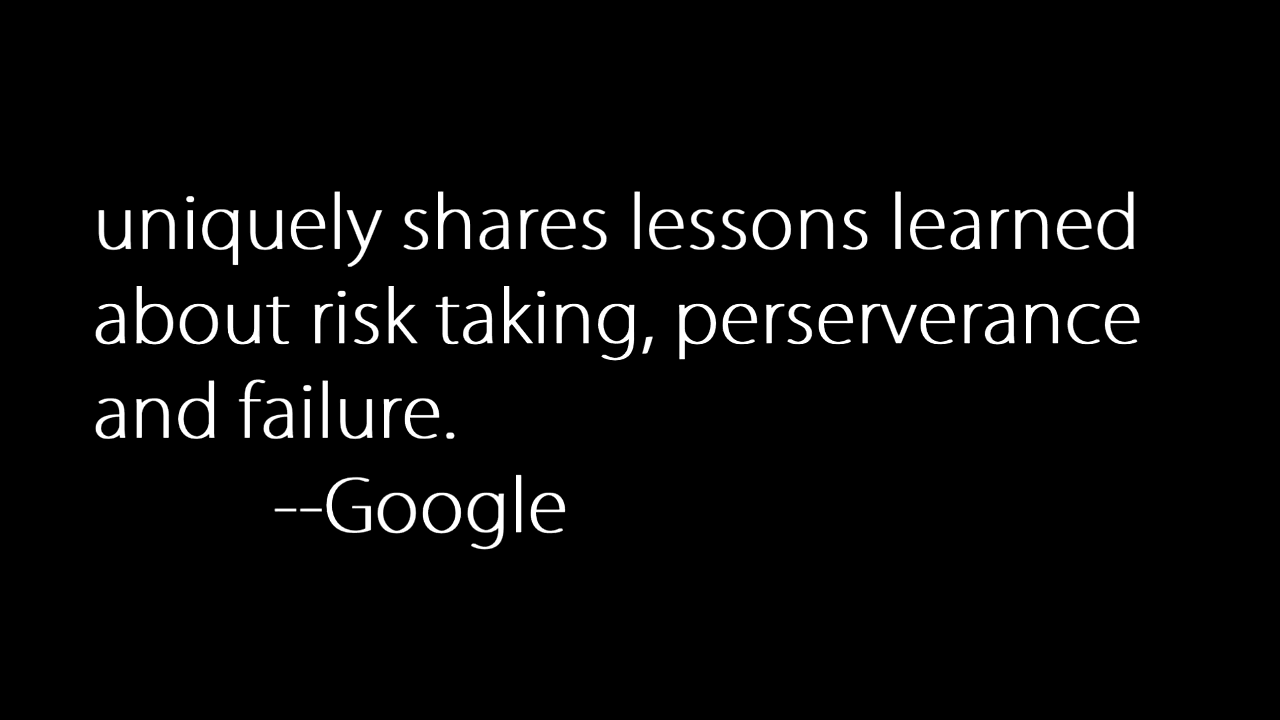 uniquely shares lessons learned
about risk taking, perserverance
and failure.
--Google